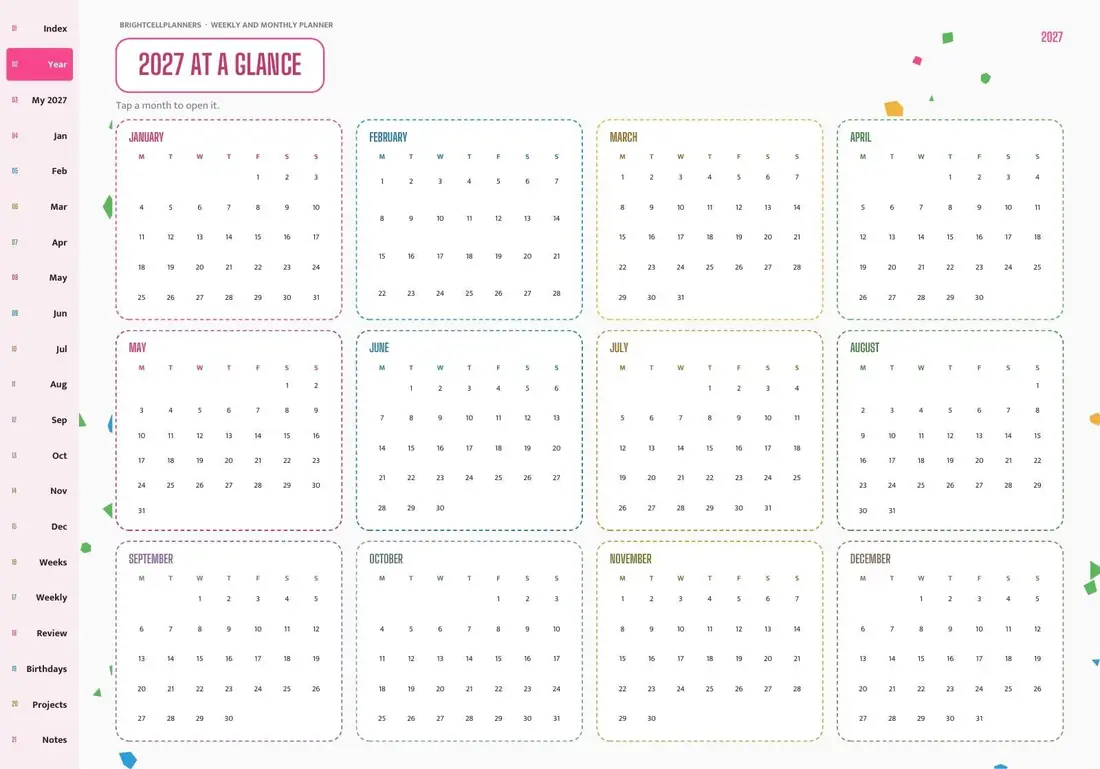 01 Index
02 Year
03 My 2027
04 Jan
05 Feb
06 Mar
07 Apr
08 May
09 Jun
10 Jul
11 Aug
12 Sep
13 Oct
14 Nov
15 Dec
16 Weeks
17 Weekly
18 Review
19 Birthdays
20 Projects
21 Notes
BRIGHTCELLPLANNERS · WEEKLY AND MONTHLY PLANNER
2027
2027 AT A GLANCE
Tap a month to open it.
JANUARY
M T W T F S S
1 2 3
4 5 6 7 8 9 10
11 12 13 14 15 16 17
18 19 20 21 22 23 24
25 26 27 28 29 30 31
FEBRUARY
M T W T F S S
1 2 3 4 5 6 7
8 9 10 11 12 13 14
15 16 17 18 19 20 21
22 23 24 25 26 27 28
MARCH
M T W T F S S
1 2 3 4 5 6 7
8 9 10 11 12 13 14
15 16 17 18 19 20 21
22 23 24 25 26 27 28
29 30 31
APRIL
M T W T F S S
1 2 3 4
5 6 7 8 9 10 11
12 13 14 15 16 17 18
19 20 21 22 23 24 25
26 27 28 29 30
MAY
M T W T F S S
1 2
3 4 5 6 7 8 9
10 11 12 13 14 15 16
17 18 19 20 21 22 23
24 25 26 27 28 29 30
31
JUNE
M T W T F S S
1 2 3 4 5 6
7 8 9 10 11 12 13
14 15 16 17 18 19 20
21 22 23 24 25 26 27
28 29 30
JULY
M T W T F S S
1 2 3 4
5 6 7 8 9 10 11
12 13 14 15 16 17 18
19 20 21 22 23 24 25
26 27 28 29 30 31
AUGUST
M T W T F S S
1
2 3 4 5 6 7 8
9 10 11 12 13 14 15
16 17 18 19 20 21 22
23 24 25 26 27 28 29
30 31
SEPTEMBER
M T W T F S S
1 2 3 4 5
6 7 8 9 10 11 12
13 14 15 16 17 18 19
20 21 22 23 24 25 26
27 28 29 30
OCTOBER
M T W T F S S
1 2 3
4 5 6 7 8 9 10
11 12 13 14 15 16 17
18 19 20 21 22 23 24
25 26 27 28 29 30 31
NOVEMBER
M T W T F S S
1 2 3 4 5 6 7
8 9 10 11 12 13 14
15 16 17 18 19 20 21
22 23 24 25 26 27 28
29 30
DECEMBER
M T W T F S S
1 2 3 4 5
6 7 8 9 10 11 12
13 14 15 16 17 18 19
20 21 22 23 24 25 26
27 28 29 30 31